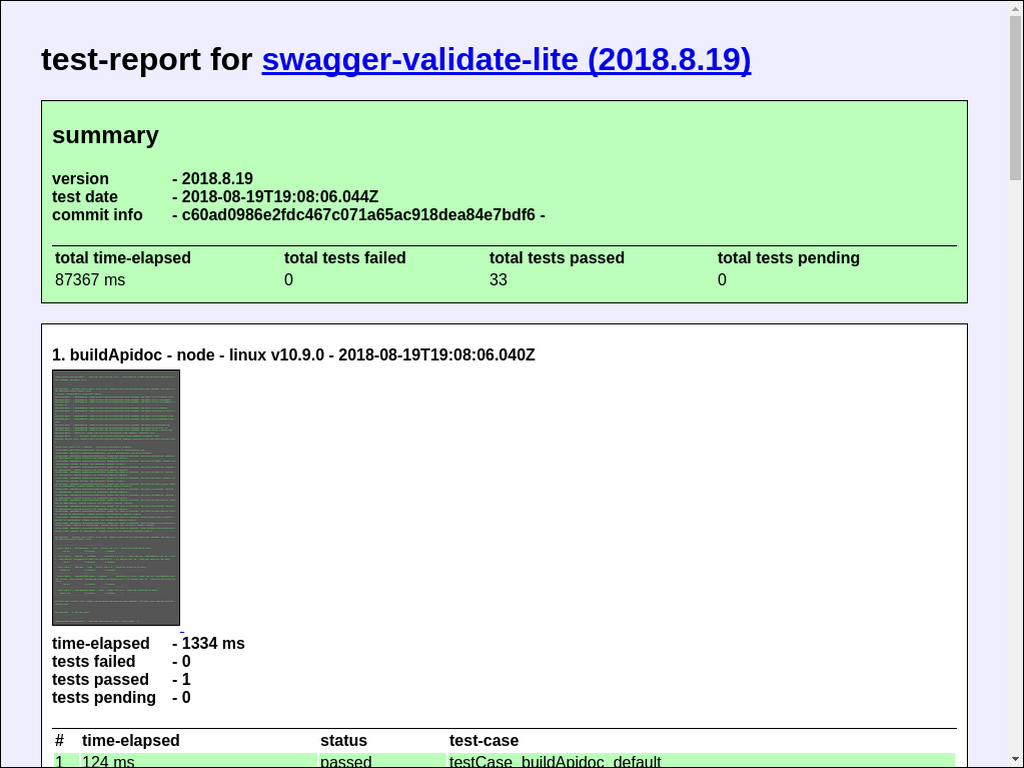 test-report for swagger-validate-lite (2018.8.19)
summary
version - 2018.8.19
test date - 2018-08-19T19:08:06.044Z
commit info - c60ad0986e2fdc467c071a65ac918dea84e7bdf6 -
total time-elapsed total tests failed total tests passed total tests pending
87367 ms 0 33 0
1. buildApidoc - node - linux v10.9.0 - 2018-08-19T19:08:06.040Z
time-elapsed - 1334 ms
tests failed - 0
tests passed - 1
tests pending - 0
# time-elapsed status test-case
1 124 ms passed testCase_buildApidoc_default